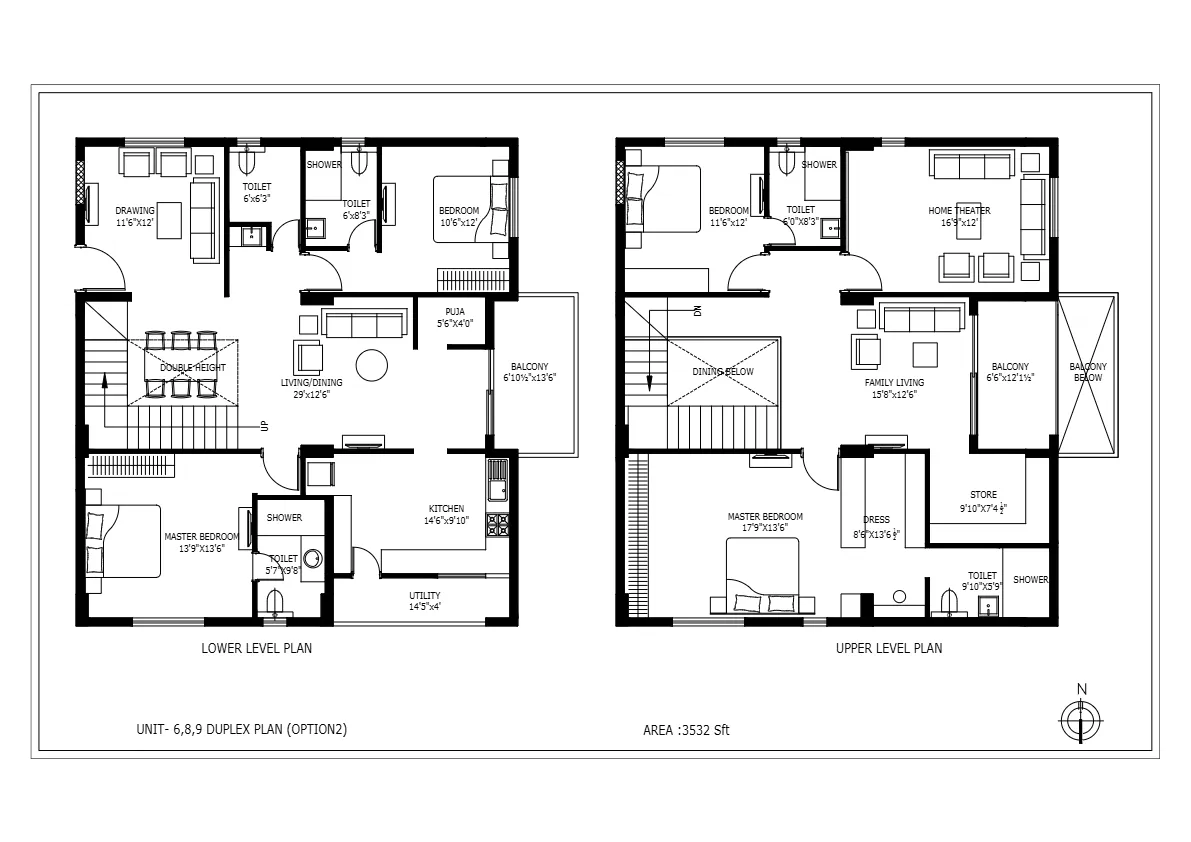 SHOWER
TOILET
6'x6'3"
TOILET
6'x8'3"
DRAWING
11'6"X12'
BEDROOM
10'6"x12'
PUJA
5'6"X4'0"
DOUBLE HEIGHT
LIVING/DINING
29'x12'6"
BALCONY
6'10½"x13'6"
UP
SHOWER
MASTER BEDROOM
13'9"X13'6"
TOILET
5'7"X9'8"
KITCHEN
14'6"x9'10"
UTILITY
14'5"x4'
LOWER LEVEL PLAN
SHOWER
BEDROOM
11'6"x12'
TOILET
6'0"X8'3"
HOME THEATER
16'9"x12'
DN
DINING BELOW
FAMILY LIVING
15'8"x12'6"
BALCONY
6'6"x12'1½"
BALCONY
BELOW
MASTER BEDROOM
17'9"X13'6"
DRESS
8'6"X13'6½"
STORE
9'10"X7'4½"
TOILET
9'10"X5'9"
SHOWER
UPPER LEVEL PLAN
UNIT- 6,8,9 DUPLEX PLAN (OPTION2)
AREA :3532 Sft
N